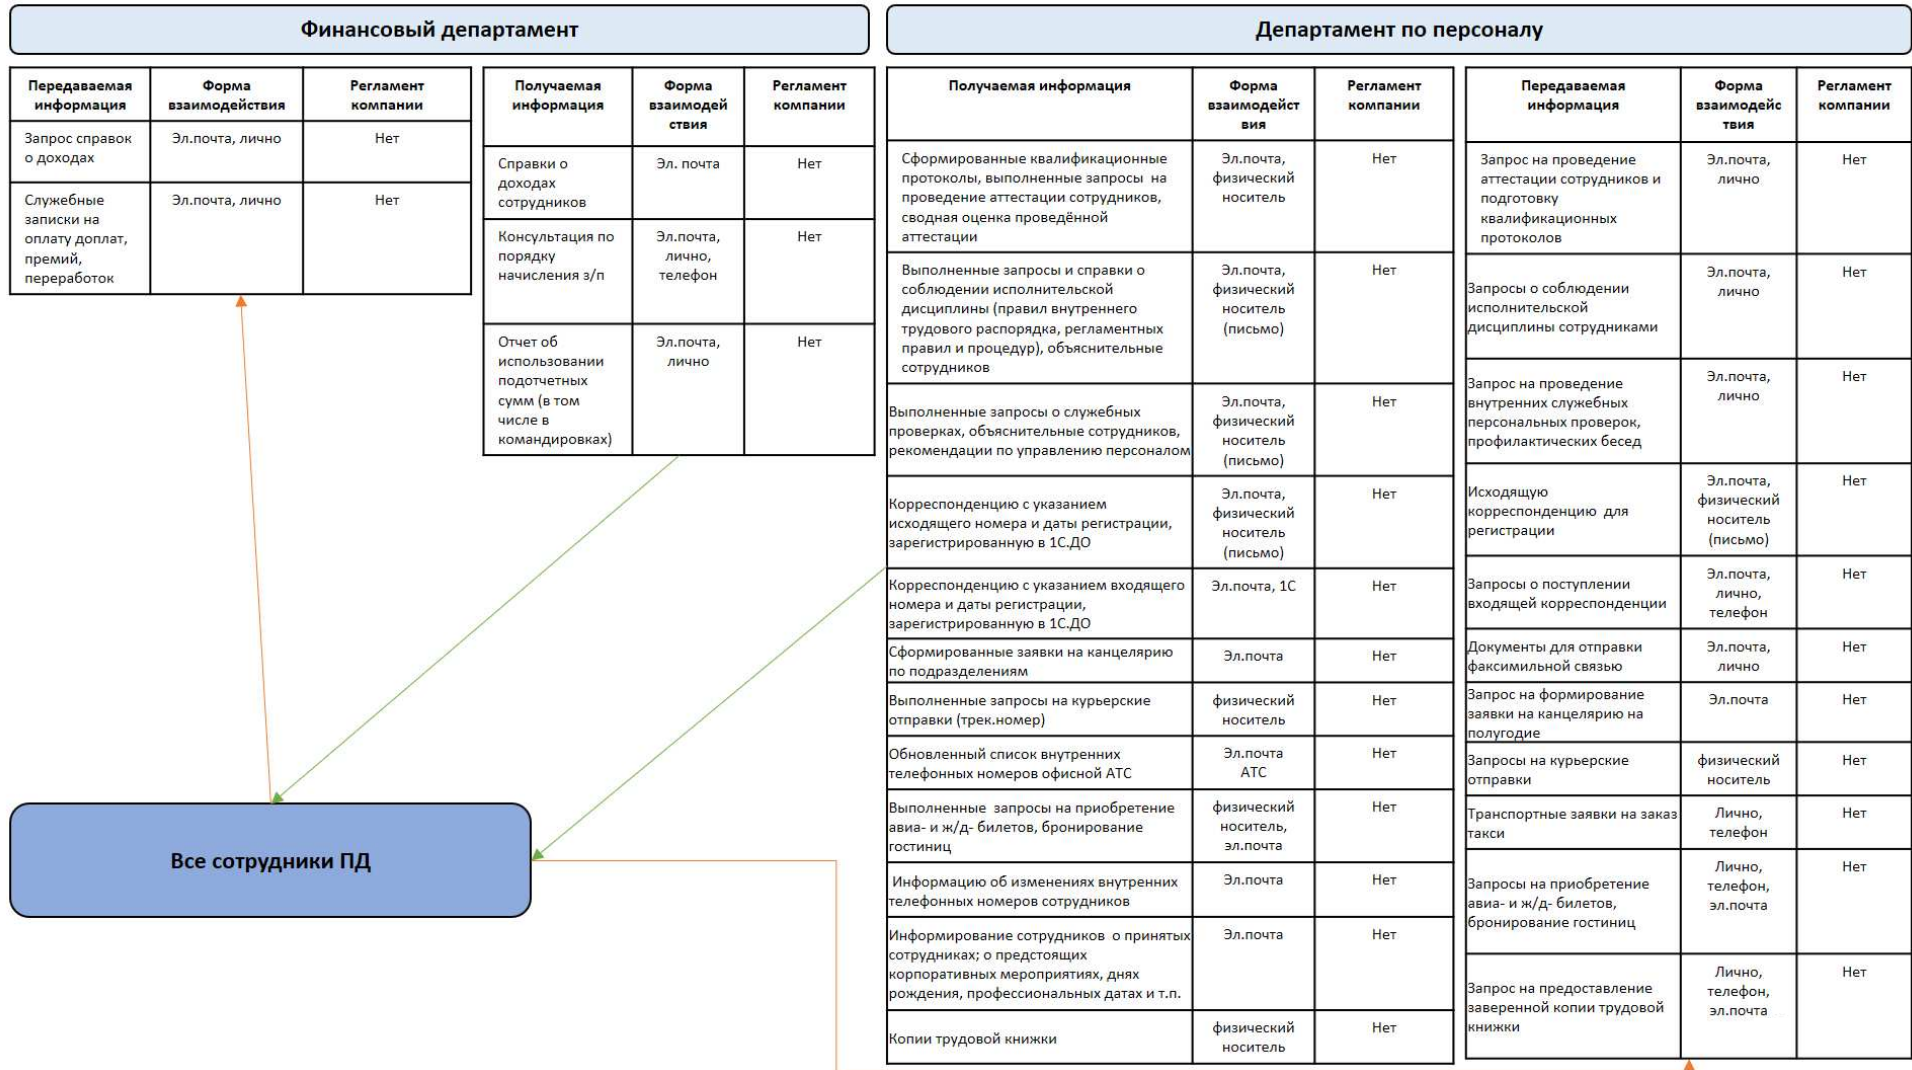 Финансовый департамент
Передаваемая
информация
Форма
взаимодействия
Регламент
компании
Запрос справок
о доходах
Эл.почта, лично
Нет
Служебные
записки на
оплату доплат,
премий,
переработок
Эл.почта, лично
Нет
Получаемая
информация
Форма
взаимодей
ствия
Регламент
компании
Справки о
доходах
сотрудников
Эл. почта
Нет
Консультация по
порядку
начисления з/п
Эл.почта,
лично,
телефон
Нет
Отчет об
использовании
подотчетных
сумм (в том
числе в
командировках)
Эл.почта,
лично
Нет
Все сотрудники ПД
Департамент по персоналу
Получаемая информация
Форма
взаимодейст
вия
Регламент
компании
Сформированные квалификационные
протоколы, выполненные запросы на
проведение аттестации сотрудников,
сводная оценка проведённой
аттестации
Эл.почта,
физический
носитель
Нет
Выполненные запросы и справки о
соблюдении исполнительской
дисциплины (правил внутреннего
трудового распорядка, регламентных
правил и процедур), объяснительные
сотрудников
Эл.почта,
физический
носитель
(письмо)
Нет
Выполненные запросы о служебных
проверках, объяснительные сотрудников,
рекомендации по управлению персоналом
Эл.почта,
физический
носитель
(письмо)
Нет
Корреспонденцию с указанием
исходящего номера и даты регистрации,
зарегистрированную в 1С.ДО
Эл.почта,
физический
носитель
(письмо)
Нет
Корреспонденцию с указанием входящего
номера и даты регистрации,
зарегистрированную в 1С.ДО
Эл.почта, 1С
Нет
Сформированные заявки на канцелярию
по подразделениям
Эл.почта
Нет
Выполненные запросы на курьерские
отправки (трек.номер)
физический
носитель
Нет
Обновленный список внутренних
телефонных номеров офисной АТС
Эл.почта
АТС
Нет
Выполненные запросы на приобретение
авиа- и ж/д- билетов, бронирование
гостиниц
физический
носитель,
эл.почта
Нет
Информацию об изменениях внутренних
телефонных номеров сотрудников
Эл.почта
Нет
Информирование сотрудников о принятых
сотрудниках; о предстоящих
корпоративных мероприятиях, днях
рождения, профессиональных датах и т.п.
Эл.почта
Нет
Копии трудовой книжки
физический
носитель
Нет
Передаваемая
информация
Форма
взаимодейс
твия
Регламент
компании
Запрос на проведение
аттестации сотрудников и
подготовку
квалификационных
протоколов
Эл.почта,
лично
Нет
Запросы о соблюдении
исполнительской
дисциплины сотрудниками
Эл.почта,
лично
Нет
Запрос на проведение
внутренних служебных
персональных проверок,
профилактических бесед
Эл.почта,
лично
Нет
Исходящую
корреспонденцию для
регистрации
Эл.почта,
физический
носитель
(письмо)
Нет
Запросы о поступлении
входящей корреспонденции
Эл.почта,
лично,
телефон
Нет
Документы для отправки
факсимильной связью
Эл.почта,
лично
Нет
Запрос на формирование
заявки на канцелярию на
полугодие
Эл.почта
Нет
Запросы на курьерские
отправки
физический
носитель
Нет
Транспортные заявки на заказ
такси
Лично,
телефон
Нет
Запросы на приобретение
авиа- и ж/д- билетов,
бронирование гостиниц
Лично,
телефон,
эл.почта
Нет
Запрос на предоставление
заверенной копии трудовой
книжки
Лично,
телефон,
эл.почта
Нет